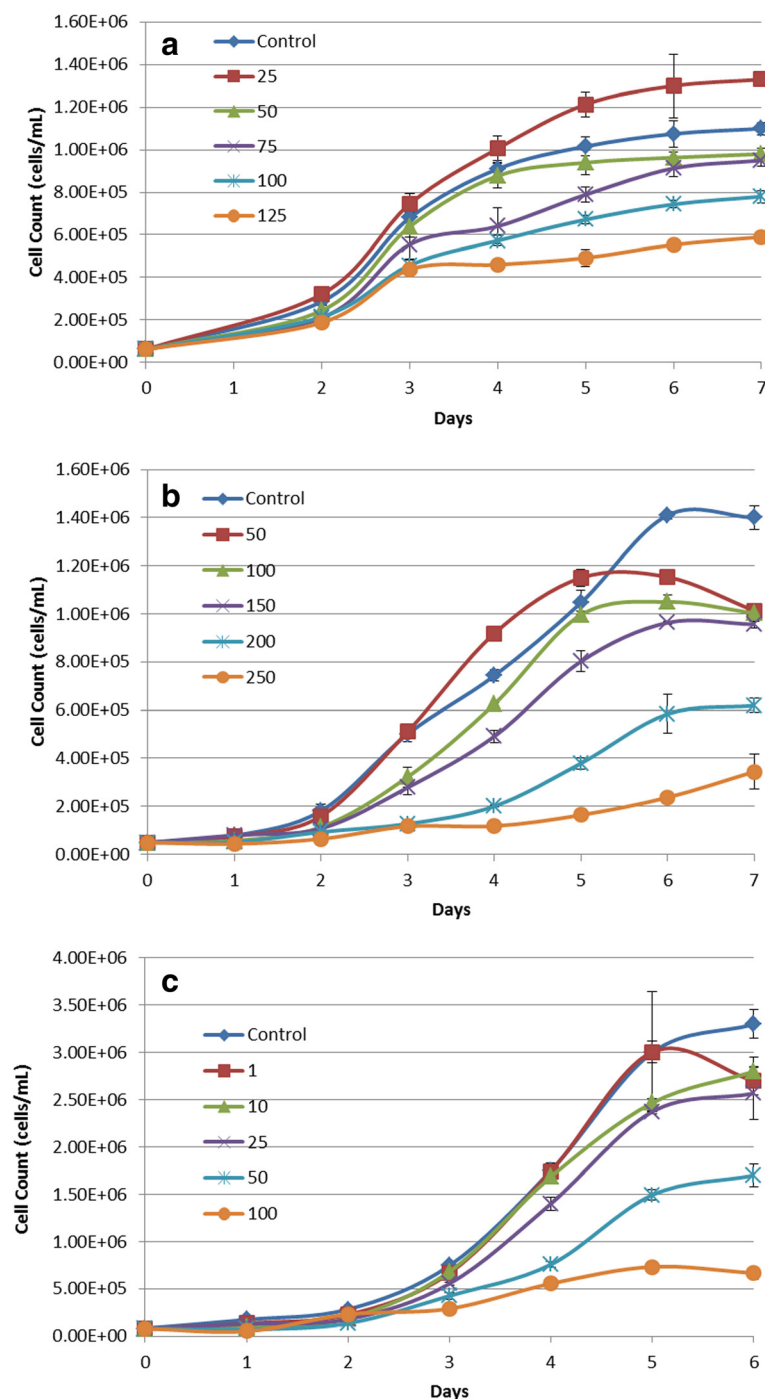 a
1.60E+06
1.40E+06
1.20E+06
1.00E+06
8.00E+05
6.00E+05
4.00E+05
2.00E+05
0.00E+00
Cell Count (cells/mL)
Control
25
50
75
100
125
0 1 2 3 4 5 6 7
Days
b
1.60E+06
1.40E+06
1.20E+06
1.00E+06
8.00E+05
6.00E+05
4.00E+05
2.00E+05
0.00E+00
Cell Count (cells/mL)
Control
50
100
150
200
250
0 1 2 3 4 5 6 7
Days
c
4.00E+06
3.50E+06
3.00E+06
2.50E+06
2.00E+06
1.50E+06
1.00E+06
5.00E+05
0.00E+00
Cell Count (cells/mL)
Control
1
10
25
50
100
0 1 2 3 4 5 6
Days